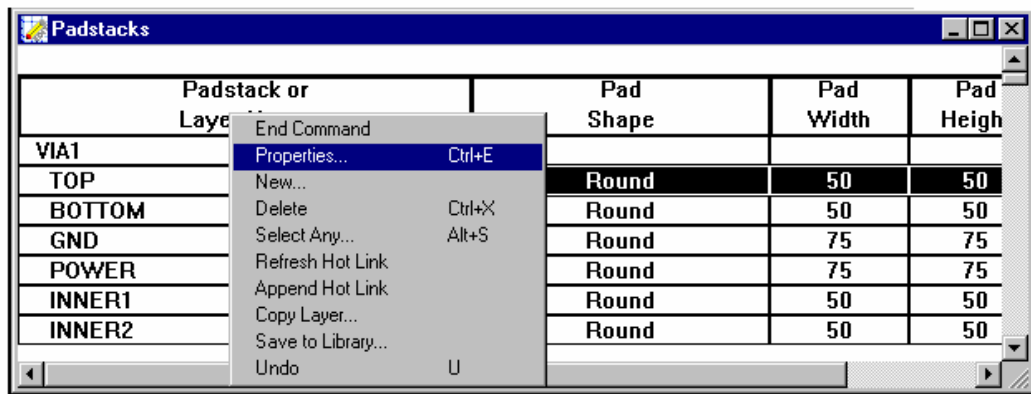 Padstacks
Padstack or Pad Pad Pad
Shape Width
VIA1
TOP Round 50 50
BOTTOM Round 50 50
GND Round 75 75
POWER Round 75 75
INNER1 Round 50 50
INNER2 Round 50 50
End Command
Properties... Ctrl+E
New...
Delete Ctrl+X
Select Any... Alt+S
Refresh Hot Link
Append Hot Link
Copy Layer...
Save to Library...
Undo U